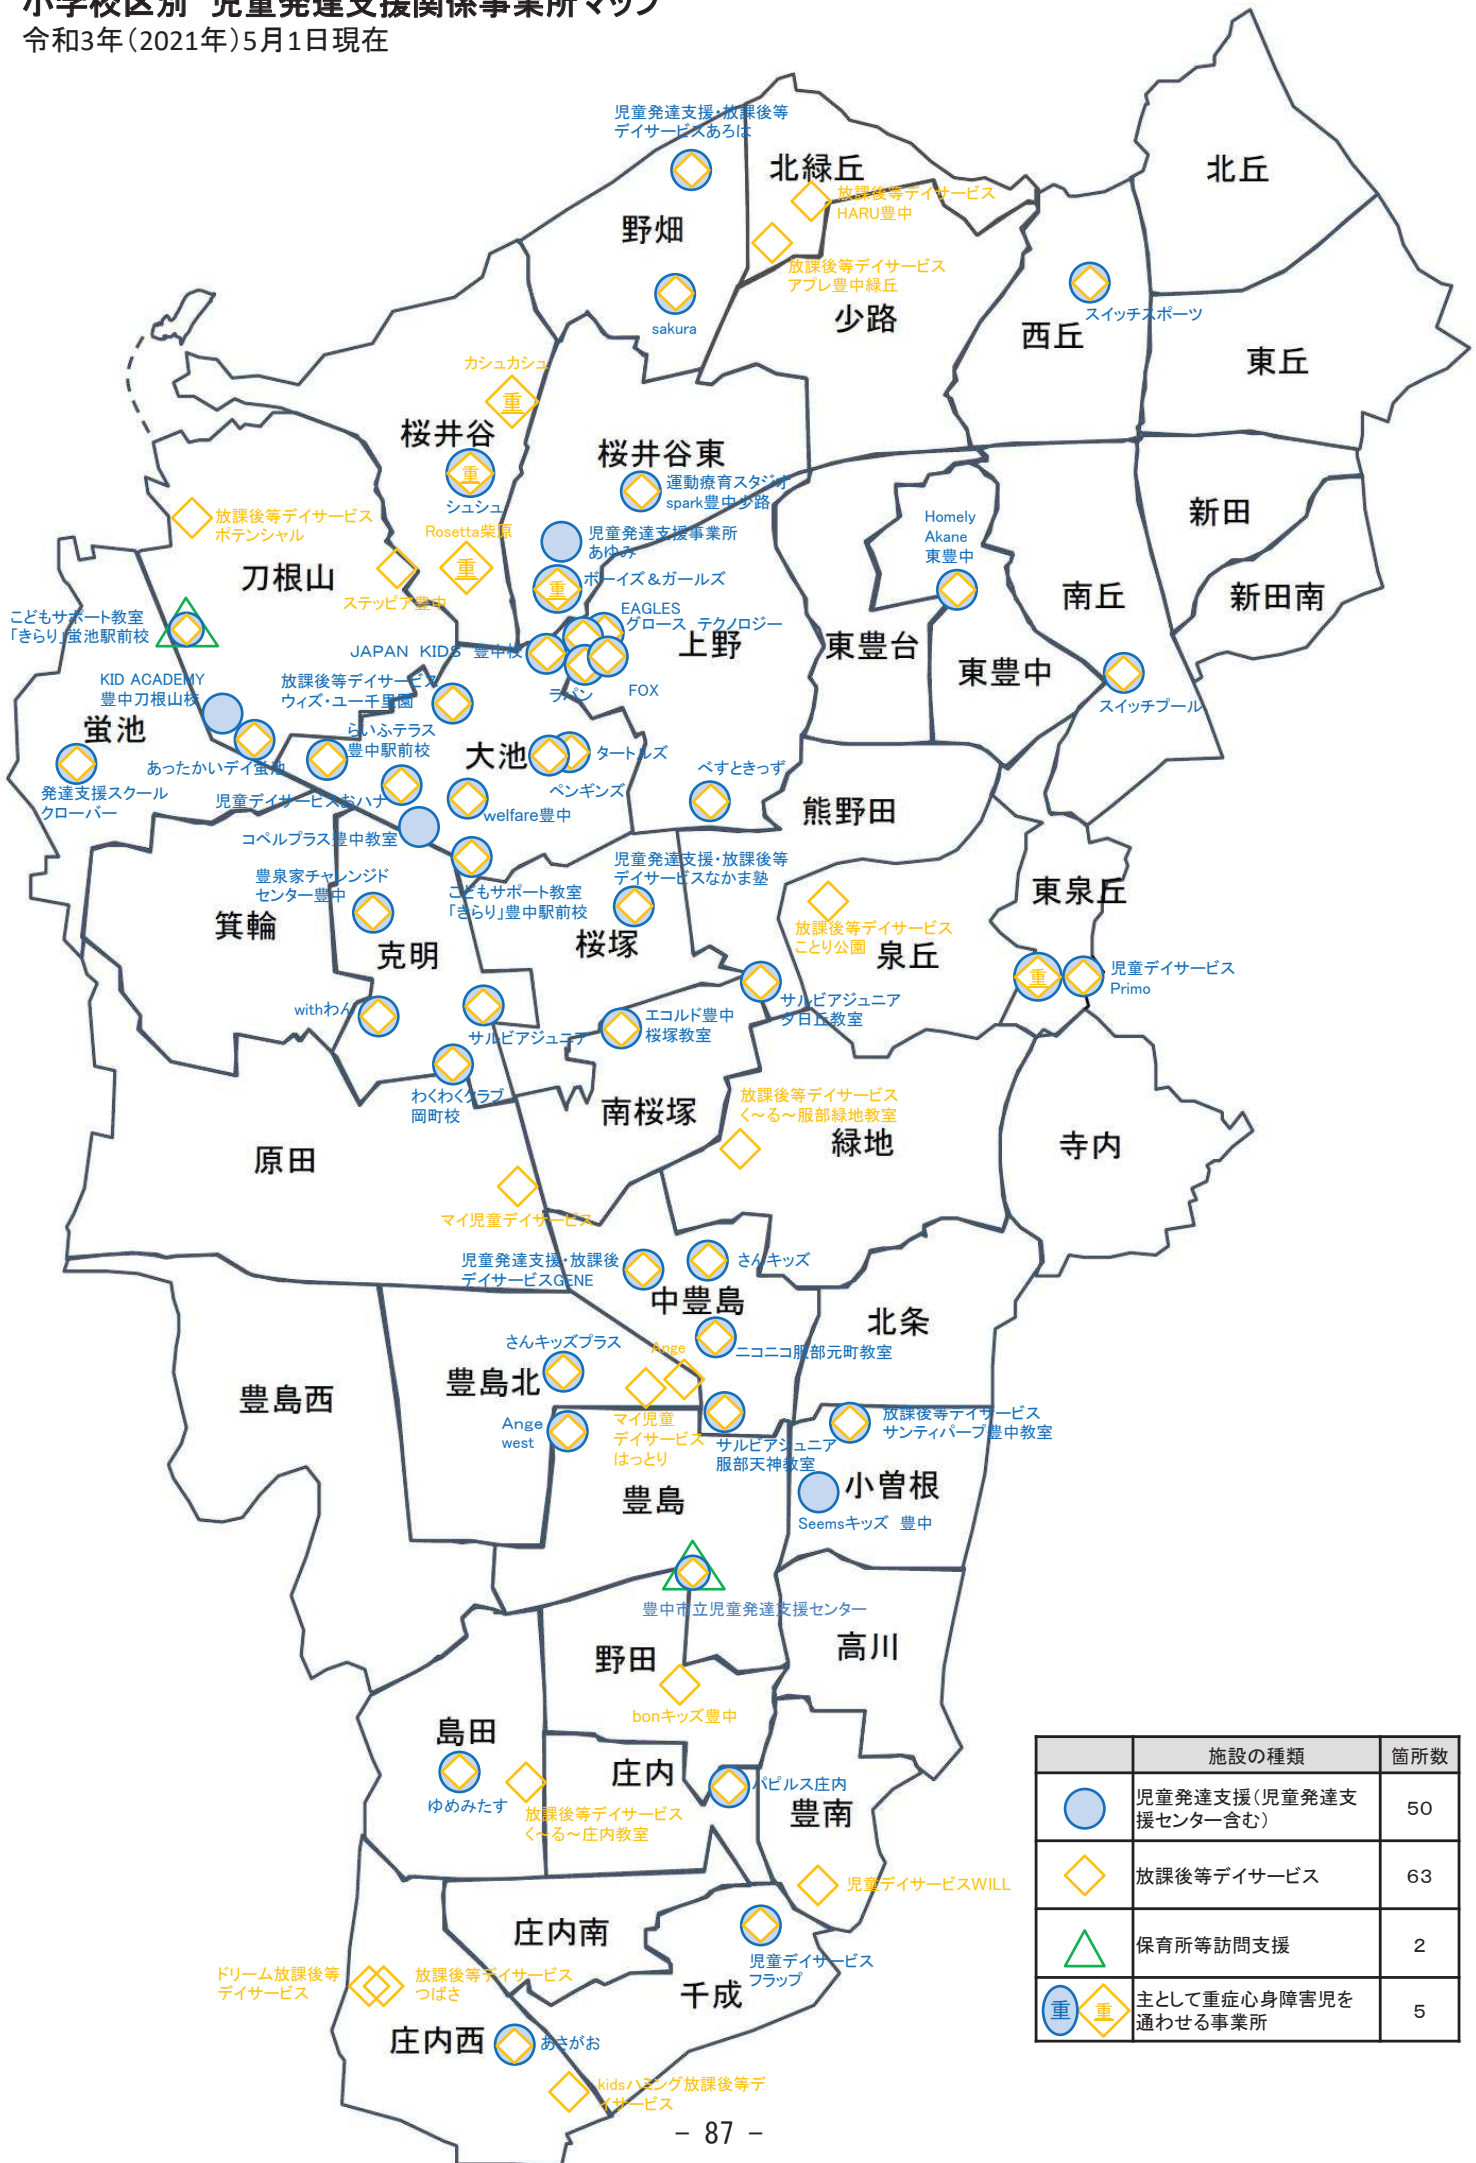 小学校区別 児童発達支援関係事業所マップ
令和3年(2021年)5月1日現在
児童発達支援・放課後等
デイサービスあろは
北緑丘
北丘
放課後等デイサービス
HARU豊中
野畑
放課後等デイサービス
アプレ豊中緑丘
少路
スイッチスポーツ
西丘
sakura
東丘
カシュカシュ
重
桜井谷
桜井谷東
重
シュシュ
運動療育スタジオ
spark豊中少路
放課後等デイサービス
ポテンシャル
Rosetta柴原
重
児童発達支援事業所
あゆみ
Homely
Akane
東豊中
新田
刀根山
ステッピア豊中
重
ボーイズ&ガールズ
南丘
新田南
こどもサポート教室
「きらり」蛍池駅前校
EAGLES
グロース テクノロジー
JAPAN KIDS 豊中校
上野
東豊台
東豊中
ラパン
FOX
KID ACADEMY
豊中刀根山校
放課後等デイサービス
ウィズ・ユー千里園
スイッチプール
蛍池
らいふテラス
豊中駅前校
大池
タートルズ
ペンギンズ
あったかいデイ蛍池
べすときっず
発達支援スクール
クローバー
児童デイサービスおハナ
welfare豊中
熊野田
コペルプラス豊中教室
豊泉家チャレンジド
センター豊中
こどもサポート教室
「きらり」豊中駅前校
児童発達支援・放課後等
デイサービスなかま塾
東泉丘
箕輪
克明
桜塚
放課後等デイサービス
ことり公園
泉丘
重
児童デイサービス
Primo
withわん
サルビアジュニア
エコルド豊中
桜塚教室
サルビアジュニア
夕日丘教室
わくわくクラブ
岡町校
南桜塚
放課後等デイサービス
く～る～服部緑地教室
緑地
寺内
原田
マイ児童デイサービス
児童発達支援・放課後
デイサービスGENE
さんキッズ
中豊島
北条
さんキッズプラス
Ange
ニコニコ服部元町教室
豊島西
豊島北
Ange
west
マイ児童
デイサービス
はっとり
サルビアジュニア
服部天神教室
放課後等デイサービス
サンティパープ豊中教室
豊島
小曽根
Seemsキッズ 豊中
豊中市立児童発達支援センター
野田
高川
bonキッズ豊中
島田
ゆめみたす
庄内
パピルス庄内
放課後等デイサービス
く～る～庄内教室
豊南
児童デイサービスWILL
庄内南
児童デイサービス
フラップ
ドリーム放課後等
デイサービス
放課後等デイサービス
つばさ
千成
庄内西
あさがお
kidsハミング放課後等デ
イサービス
施設の種類 箇所数
児童発達支援(児童発達支
援センター含む) 50
放課後等デイサービス 63
保育所等訪問支援 2
重 重 主として重症心身障害児を
通わせる事業所 5
- 87 -